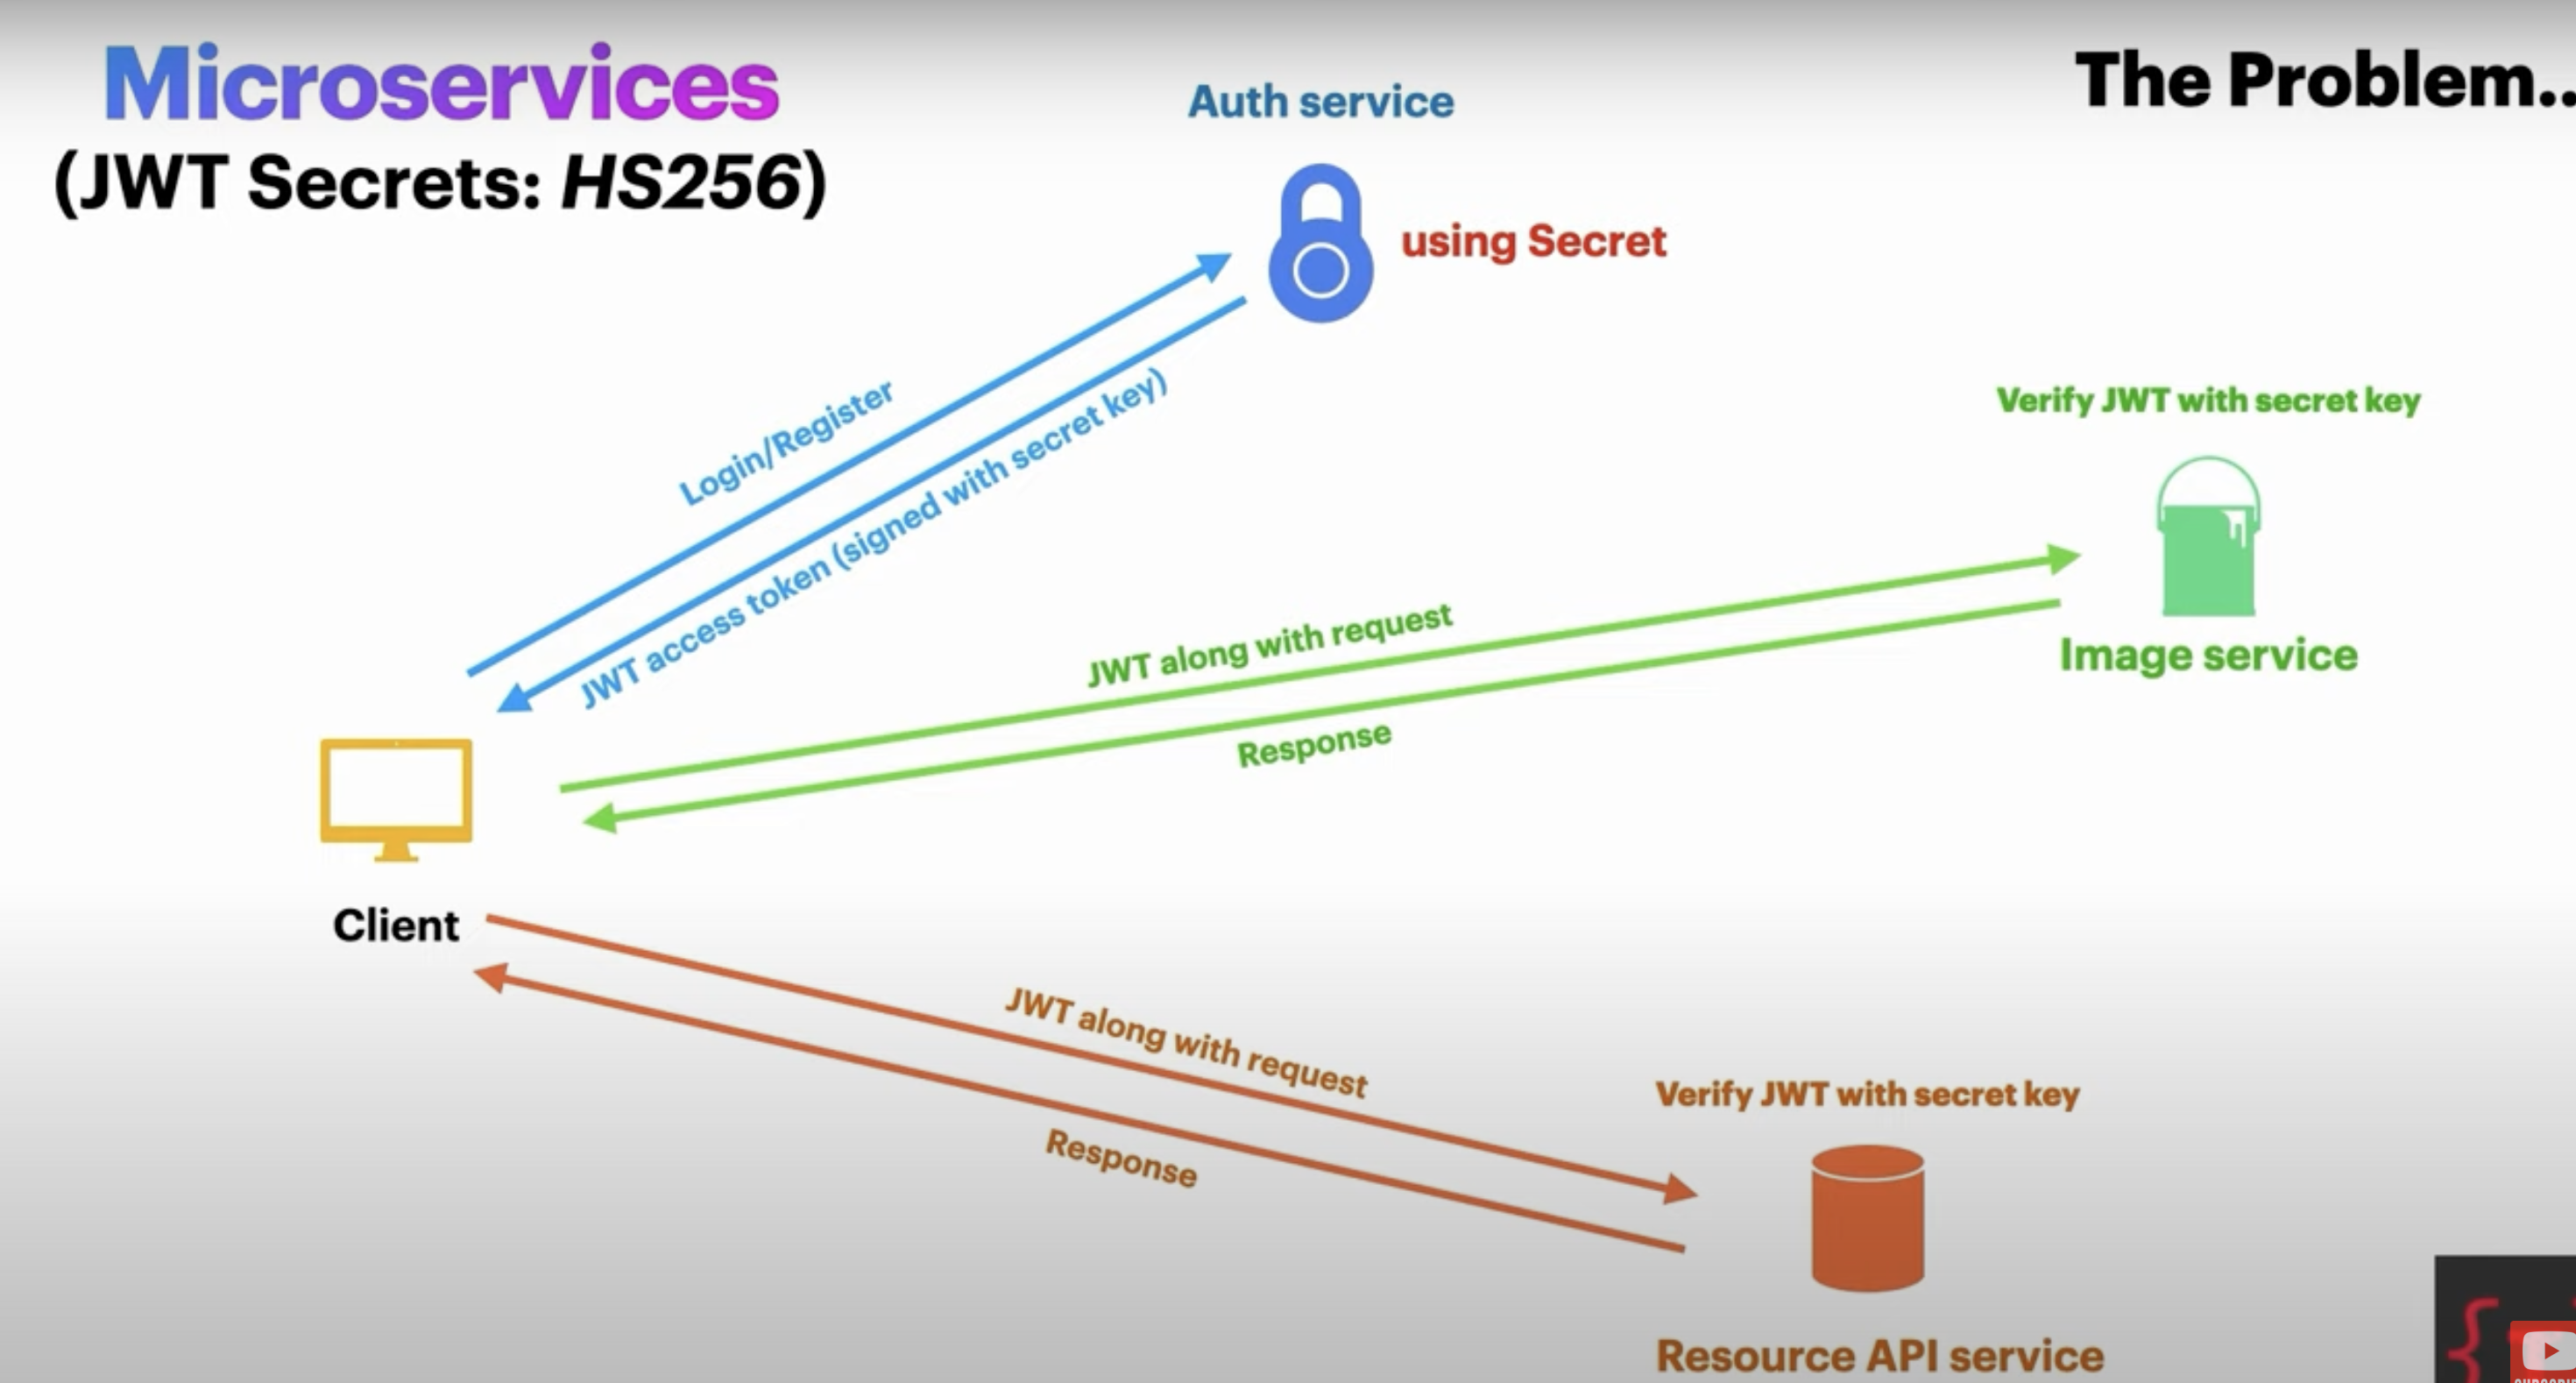 Microservices
(JWT Secrets: HS256)
The Problem..
Auth service
using Secret
Login/Register
JWT access token (signed with secret key)
Verify JWT with secret key
Image service
JWT along with request
Response
Client
JWT along with request
Response
Verify JWT with secret key
Resource API service
{